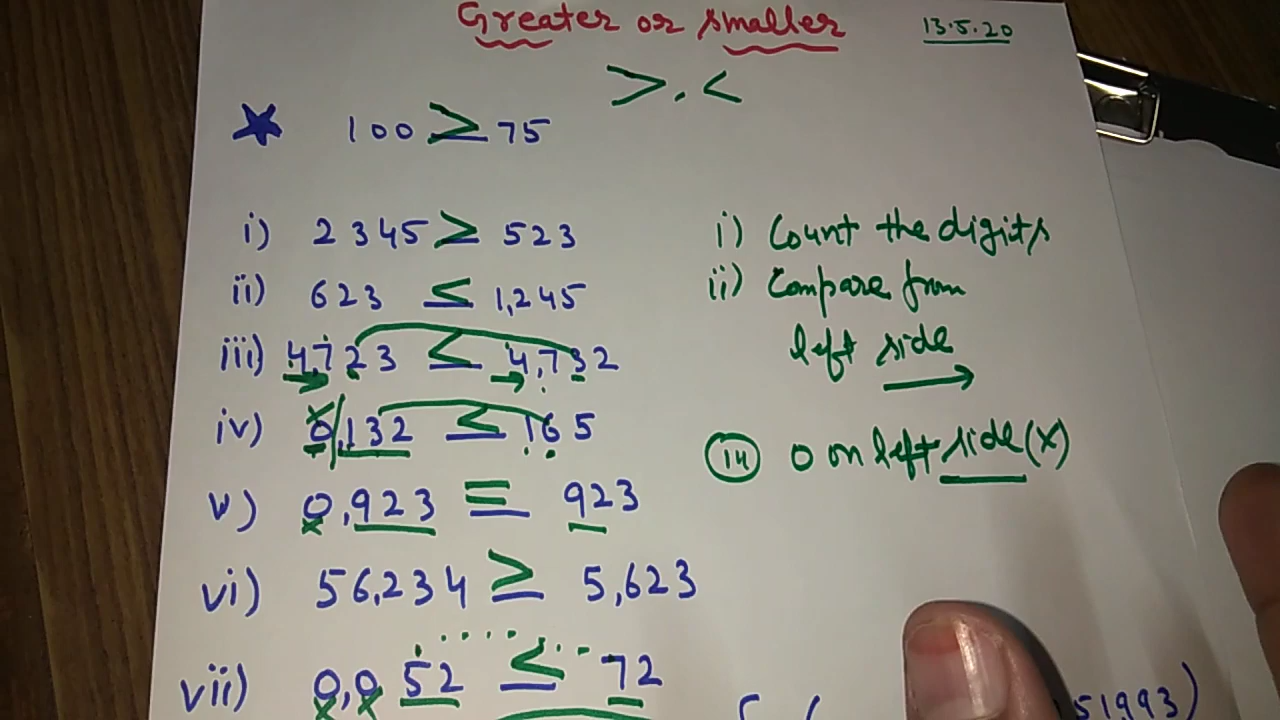 Greater or smaller
13.5.20
> . <
★ 100 > 75
i) 2345 > 523
ii) 623 < 1,245
iii) 4,723 < 4,732
iv) 0,132 < 165
v) 0,923 = 923
vi) 56,234 > 5,623
vii) 0,052 < 72
i) Count the digits
ii) Compare from
left side
iii 0 on left side (x)
51993)